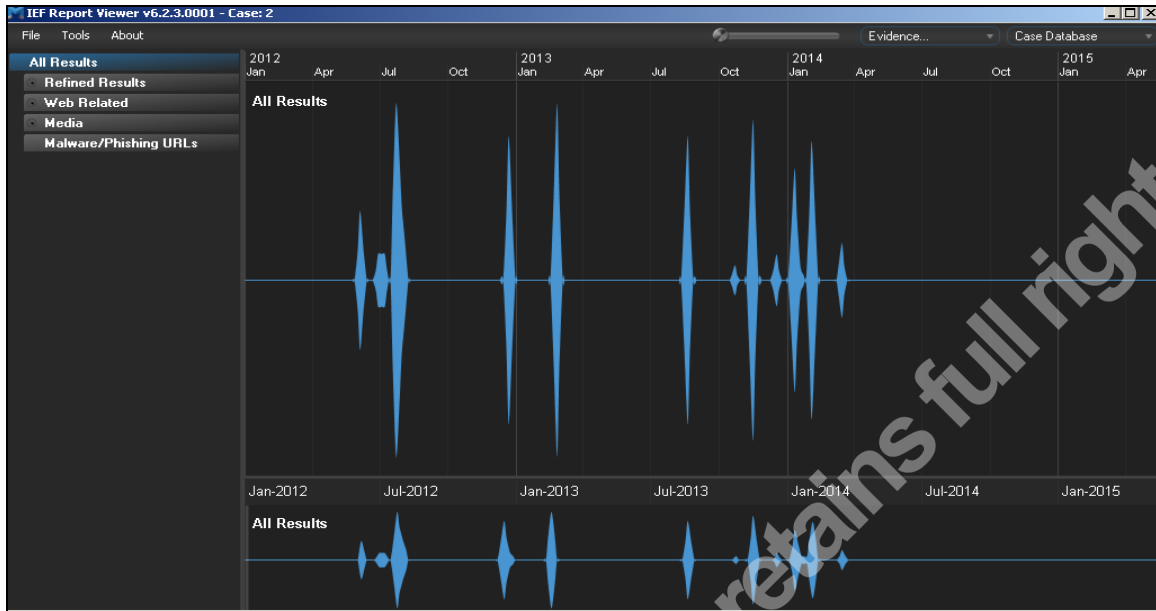 IEF Report Viewer v6.2.3.0001 - Case: 2
File Tools About
Evidence... Case Database
All Results
Refined Results
Web Related
Media
Malware/Phishing URLs
2012 2013 2014 2015
Jan Apr Jul Oct Jan Apr Jul Oct Jan Apr Jul Oct Jan Apr
All Results
Jan-2012 Jul-2012 Jan-2013 Jul-2013 Jan-2014 Jul-2014 Jan-2015
All Results
retains full right